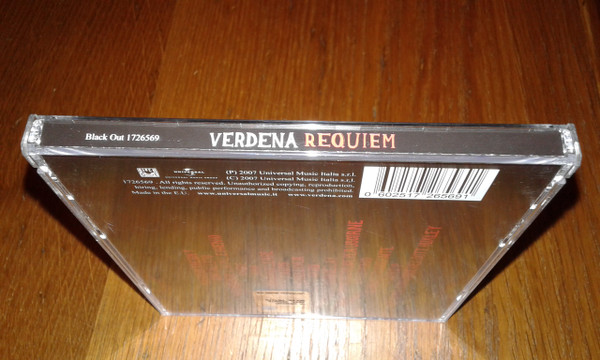 Black Out 1726569
VERDENA REQUIEM
UNIVERSAL
(P) 2007 Universal Music Italia s.r.l.
(C) 2007 Universal Music Italia s.r.l.
1726569 . All rights reserved. Unauthorized copying, reproduction,
hiring, lending, public performance and broadcasting prohibited.
Made in the E.U. www.universalmusic.it www.verdena.com
0 602517 265691